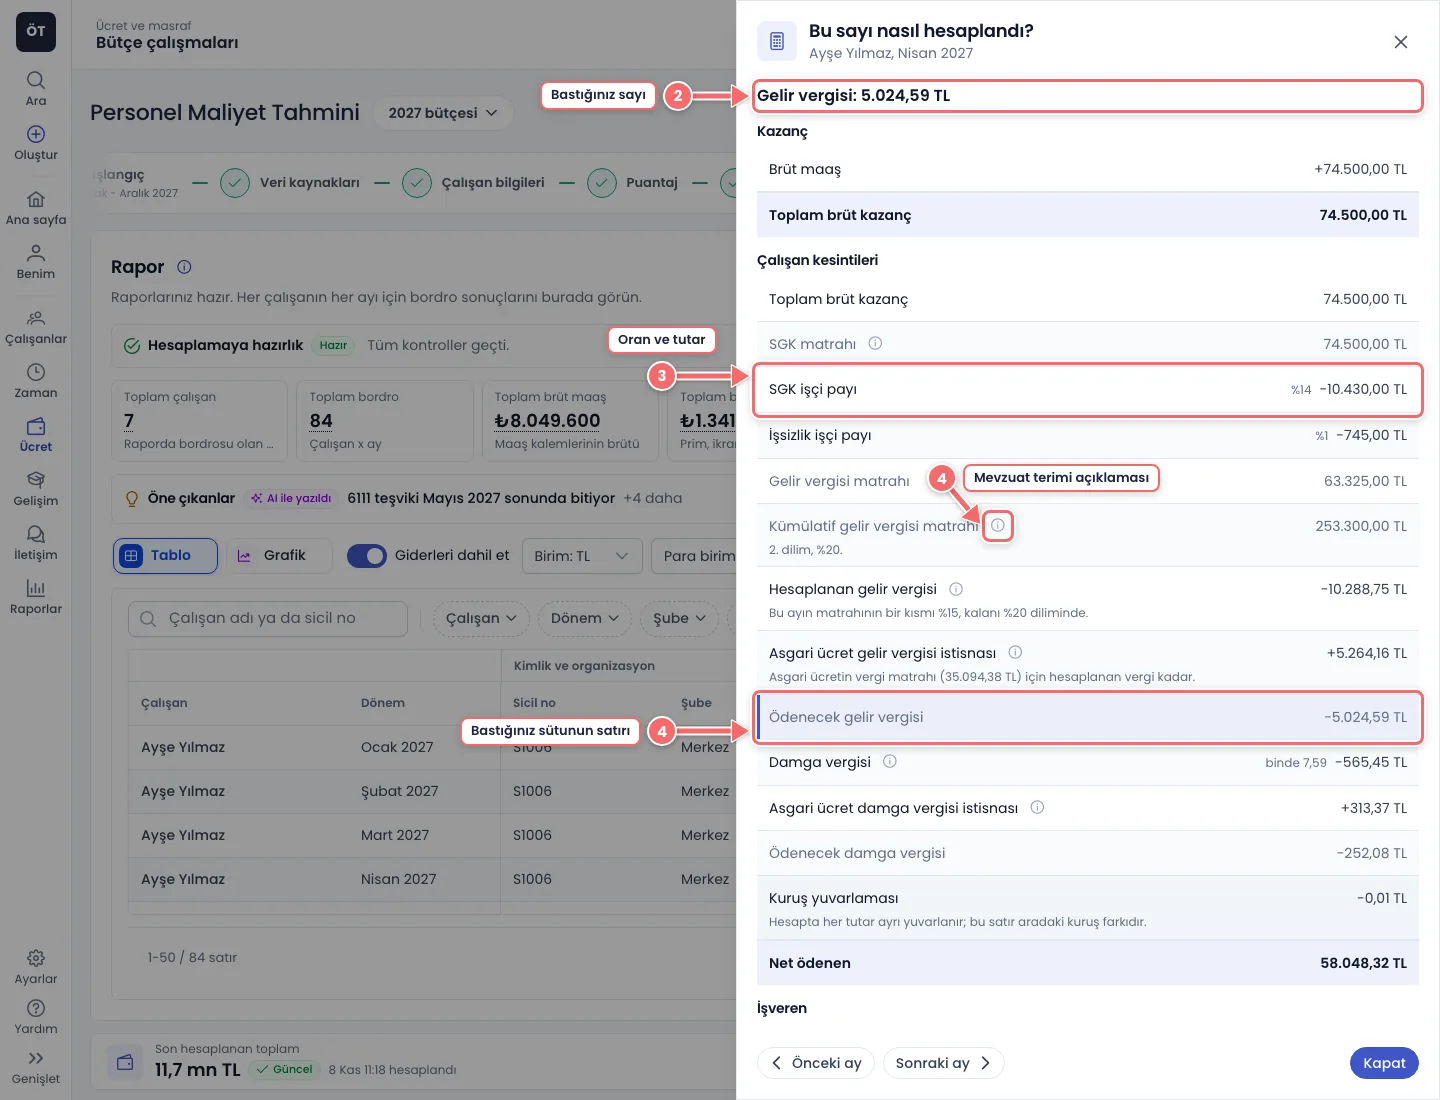 ÖT
Ara
Oluştur
Ana sayfa
Benim
Çalışanlar
Zaman
Ücret
Gelişim
İletişim
Raporlar
Ayarlar
Yardım
Genişlet
Ücret ve masraf
Bütçe çalışmaları
Personel Maliyet Tahmini
2027 bütçesi
- Aralık 2027
Veri kaynakları
Çalışan bilgileri
Puantaj
Rapor
Raporlarınız hazır. Her çalışanın her ayı için bordro sonuçlarını burada görün.
Hesaplamaya hazırlık Hazır Tüm kontroller geçti.
Toplam çalışan
7
Raporda bordrosu olan ...
Toplam bordro
84
Çalışan x ay
Toplam brüt maaş
₺8.049.600
Maaş kalemlerinin brütü
Toplam b
₺1.341
Prim, ikra
Öne çıkanlar AI ile yazıldı 6111 teşviki Mayıs 2027 sonunda bitiyor +4 daha
Tablo
Grafik
Giderleri dahil et
Birim: TL
Para birim
Çalışan adı ya da sicil no
Çalışan
Dönem
Şube
Kimlik ve organizasyon
Çalışan Dönem Sicil no Şube
Ayşe Yılmaz Ocak 2027 S1006 Merkez
Ayşe Yılmaz Şubat 2027 S1006 Merkez
Ayşe Yılmaz Mart 2027 S1006 Merkez
Ayşe Yılmaz Nisan 2027 S1006 Merkez
1-50 / 84 satır
Son hesaplanan toplam
11,7 mn TL Güncel 8 Kas 11:18 hesaplandı
Bastığınız sayı
2
Oran ve tutar
3
4
Mevzuat terimi açıklaması
Bastığınız sütunun satırı
4
Bu sayı nasıl hesaplandı?
Ayşe Yılmaz, Nisan 2027
Gelir vergisi: 5.024,59 TL
Kazanç
Brüt maaş +74.500,00 TL
Toplam brüt kazanç 74.500,00 TL
Çalışan kesintileri
Toplam brüt kazanç 74.500,00 TL
SGK matrahı 74.500,00 TL
SGK işçi payı %14 -10.430,00 TL
İşsizlik işçi payı %1 -745,00 TL
Gelir vergisi matrahı 63.325,00 TL
Kümülatif gelir vergisi matrahı 253.300,00 TL
2. dilim, %20.
Hesaplanan gelir vergisi -10.288,75 TL
Bu ayın matrahının bir kısmı %15, kalanı %20 diliminde.
Asgari ücret gelir vergisi istisnası +5.264,16 TL
Asgari ücretin vergi matrahı (35.094,38 TL) için hesaplanan vergi kadar.
Ödenecek gelir vergisi -5.024,59 TL
Damga vergisi binde 7,59 -565,45 TL
Asgari ücret damga vergisi istisnası +313,37 TL
Ödenecek damga vergisi -252,08 TL
Kuruş yuvarlaması -0,01 TL
Hesapta her tutar ayrı yuvarlanır; bu satır aradaki kuruş farkıdır.
Net ödenen 58.048,32 TL
İşveren
Önceki ay
Sonraki ay
Kapat